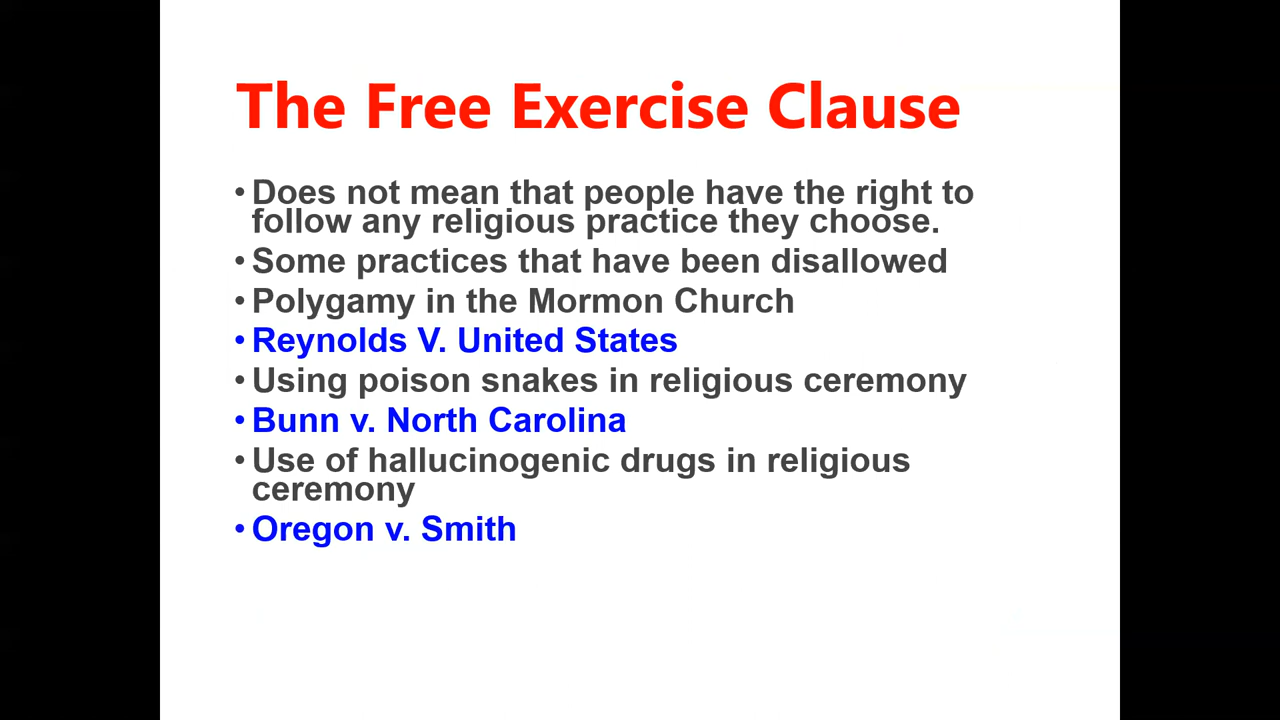 The Free Exercise Clause
• Does not mean that people have the right to
follow any religious practice they choose.
• Some practices that have been disallowed
• Polygamy in the Mormon Church
• Reynolds V. United States
• Using poison snakes in religious ceremony
• Bunn v. North Carolina
• Use of hallucinogenic drugs in religious
ceremony
• Oregon v. Smith